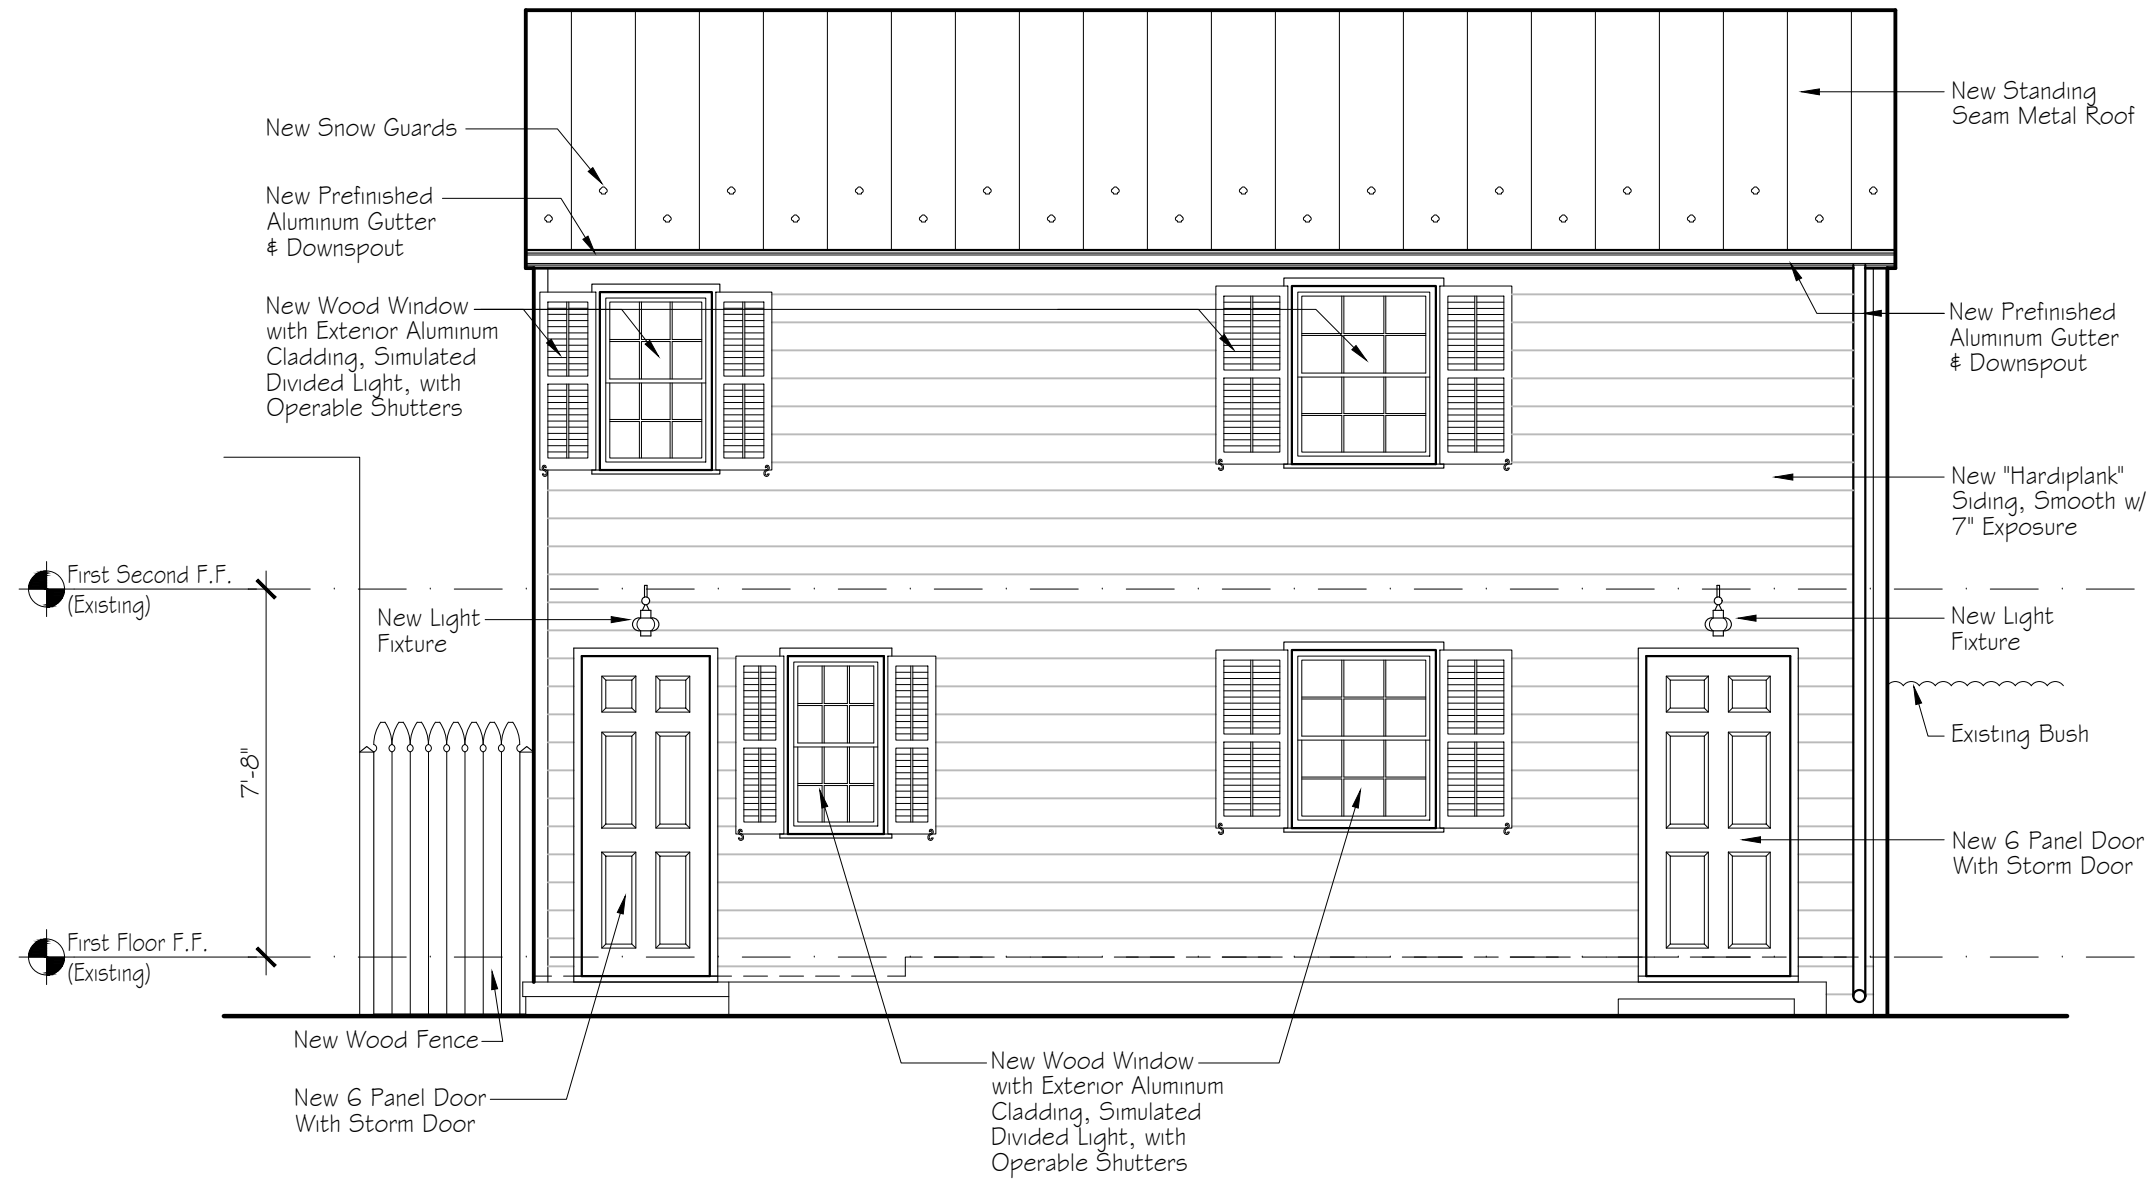 New Standing
Seam Metal Roof
New Snow Guards
New Prefinished
Aluminum Gutter
& Downspout
New Wood Window
with Exterior Aluminum
Cladding, Simulated
Divided Light, with
Operable Shutters
New Prefinished
Aluminum Gutter
& Downspout
New "Hardiplank"
Siding, Smooth w/
7" Exposure
First Second F.F.
(Existing)
New Light
Fixture
New Light
Fixture
Existing Bush
7'-8"
New 6 Panel Door
With Storm Door
First Floor F.F.
(Existing)
New Wood Fence
New 6 Panel Door
With Storm Door
New Wood Window
with Exterior Aluminum
Cladding, Simulated
Divided Light, with
Operable Shutters